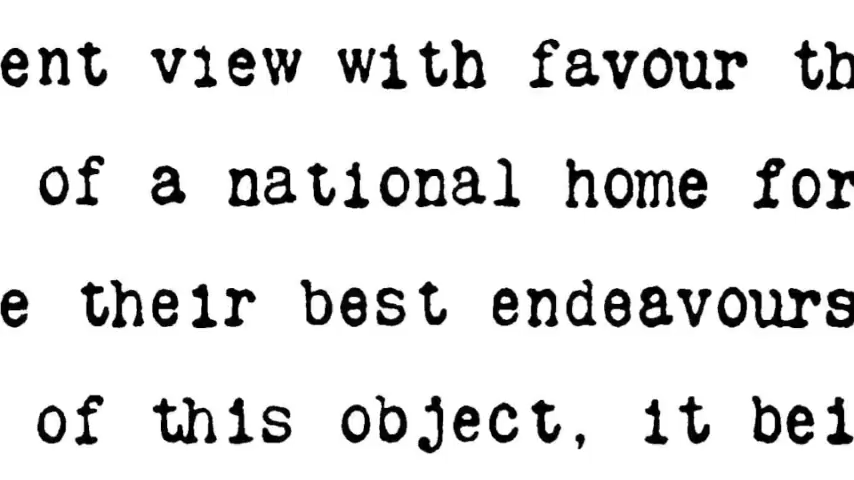 ent view with favour th
of a national home for
e their best endeavours
of this object, it bei